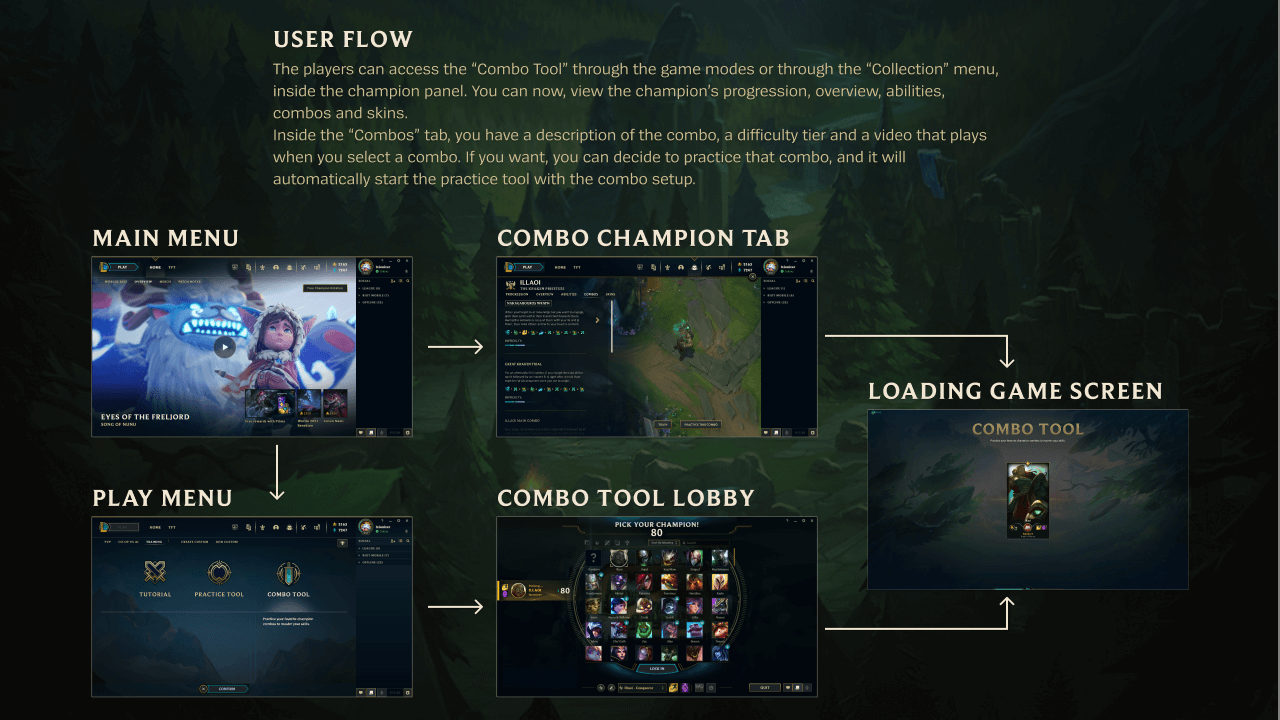 USER FLOW
The players can access the “Combo Tool” through the game modes or through the “Collection” menu,
inside the champion panel. You can now, view the champion’s progression, overview, abilities,
combos and skins.
Inside the “Combos” tab, you have a description of the combo, a difficulty tier and a video that plays
when you select a combo. If you want, you can decide to practice that combo, and it will
automatically start the practice tool with the combo setup.
MAIN MENU
PLAY
HOME
TFT
OVERVIEW
SOCIAL
EYES OF THE FRELJORD
SONG OF NUNU
COMBO CHAMPION TAB
PLAY
HOME
TFT
ILLAOI
THE KRAKEN PRIESTESS
PROGRESSION OVERVIEW ABILITIES COMBOS SKINS
SOCIAL
PRACTICE THIS COMBO
LOADING GAME SCREEN
COMBO TOOL
PLAY MENU
HOME
TFT
TRAINING
SOCIAL
TUTORIAL
PRACTICE TOOL
COMBO TOOL
Practice your favorite champion
combos to master your skills.
CONFIRM
COMBO TOOL LOBBY
PICK YOUR CHAMPION!
80
80
LOCK IN
QUIT